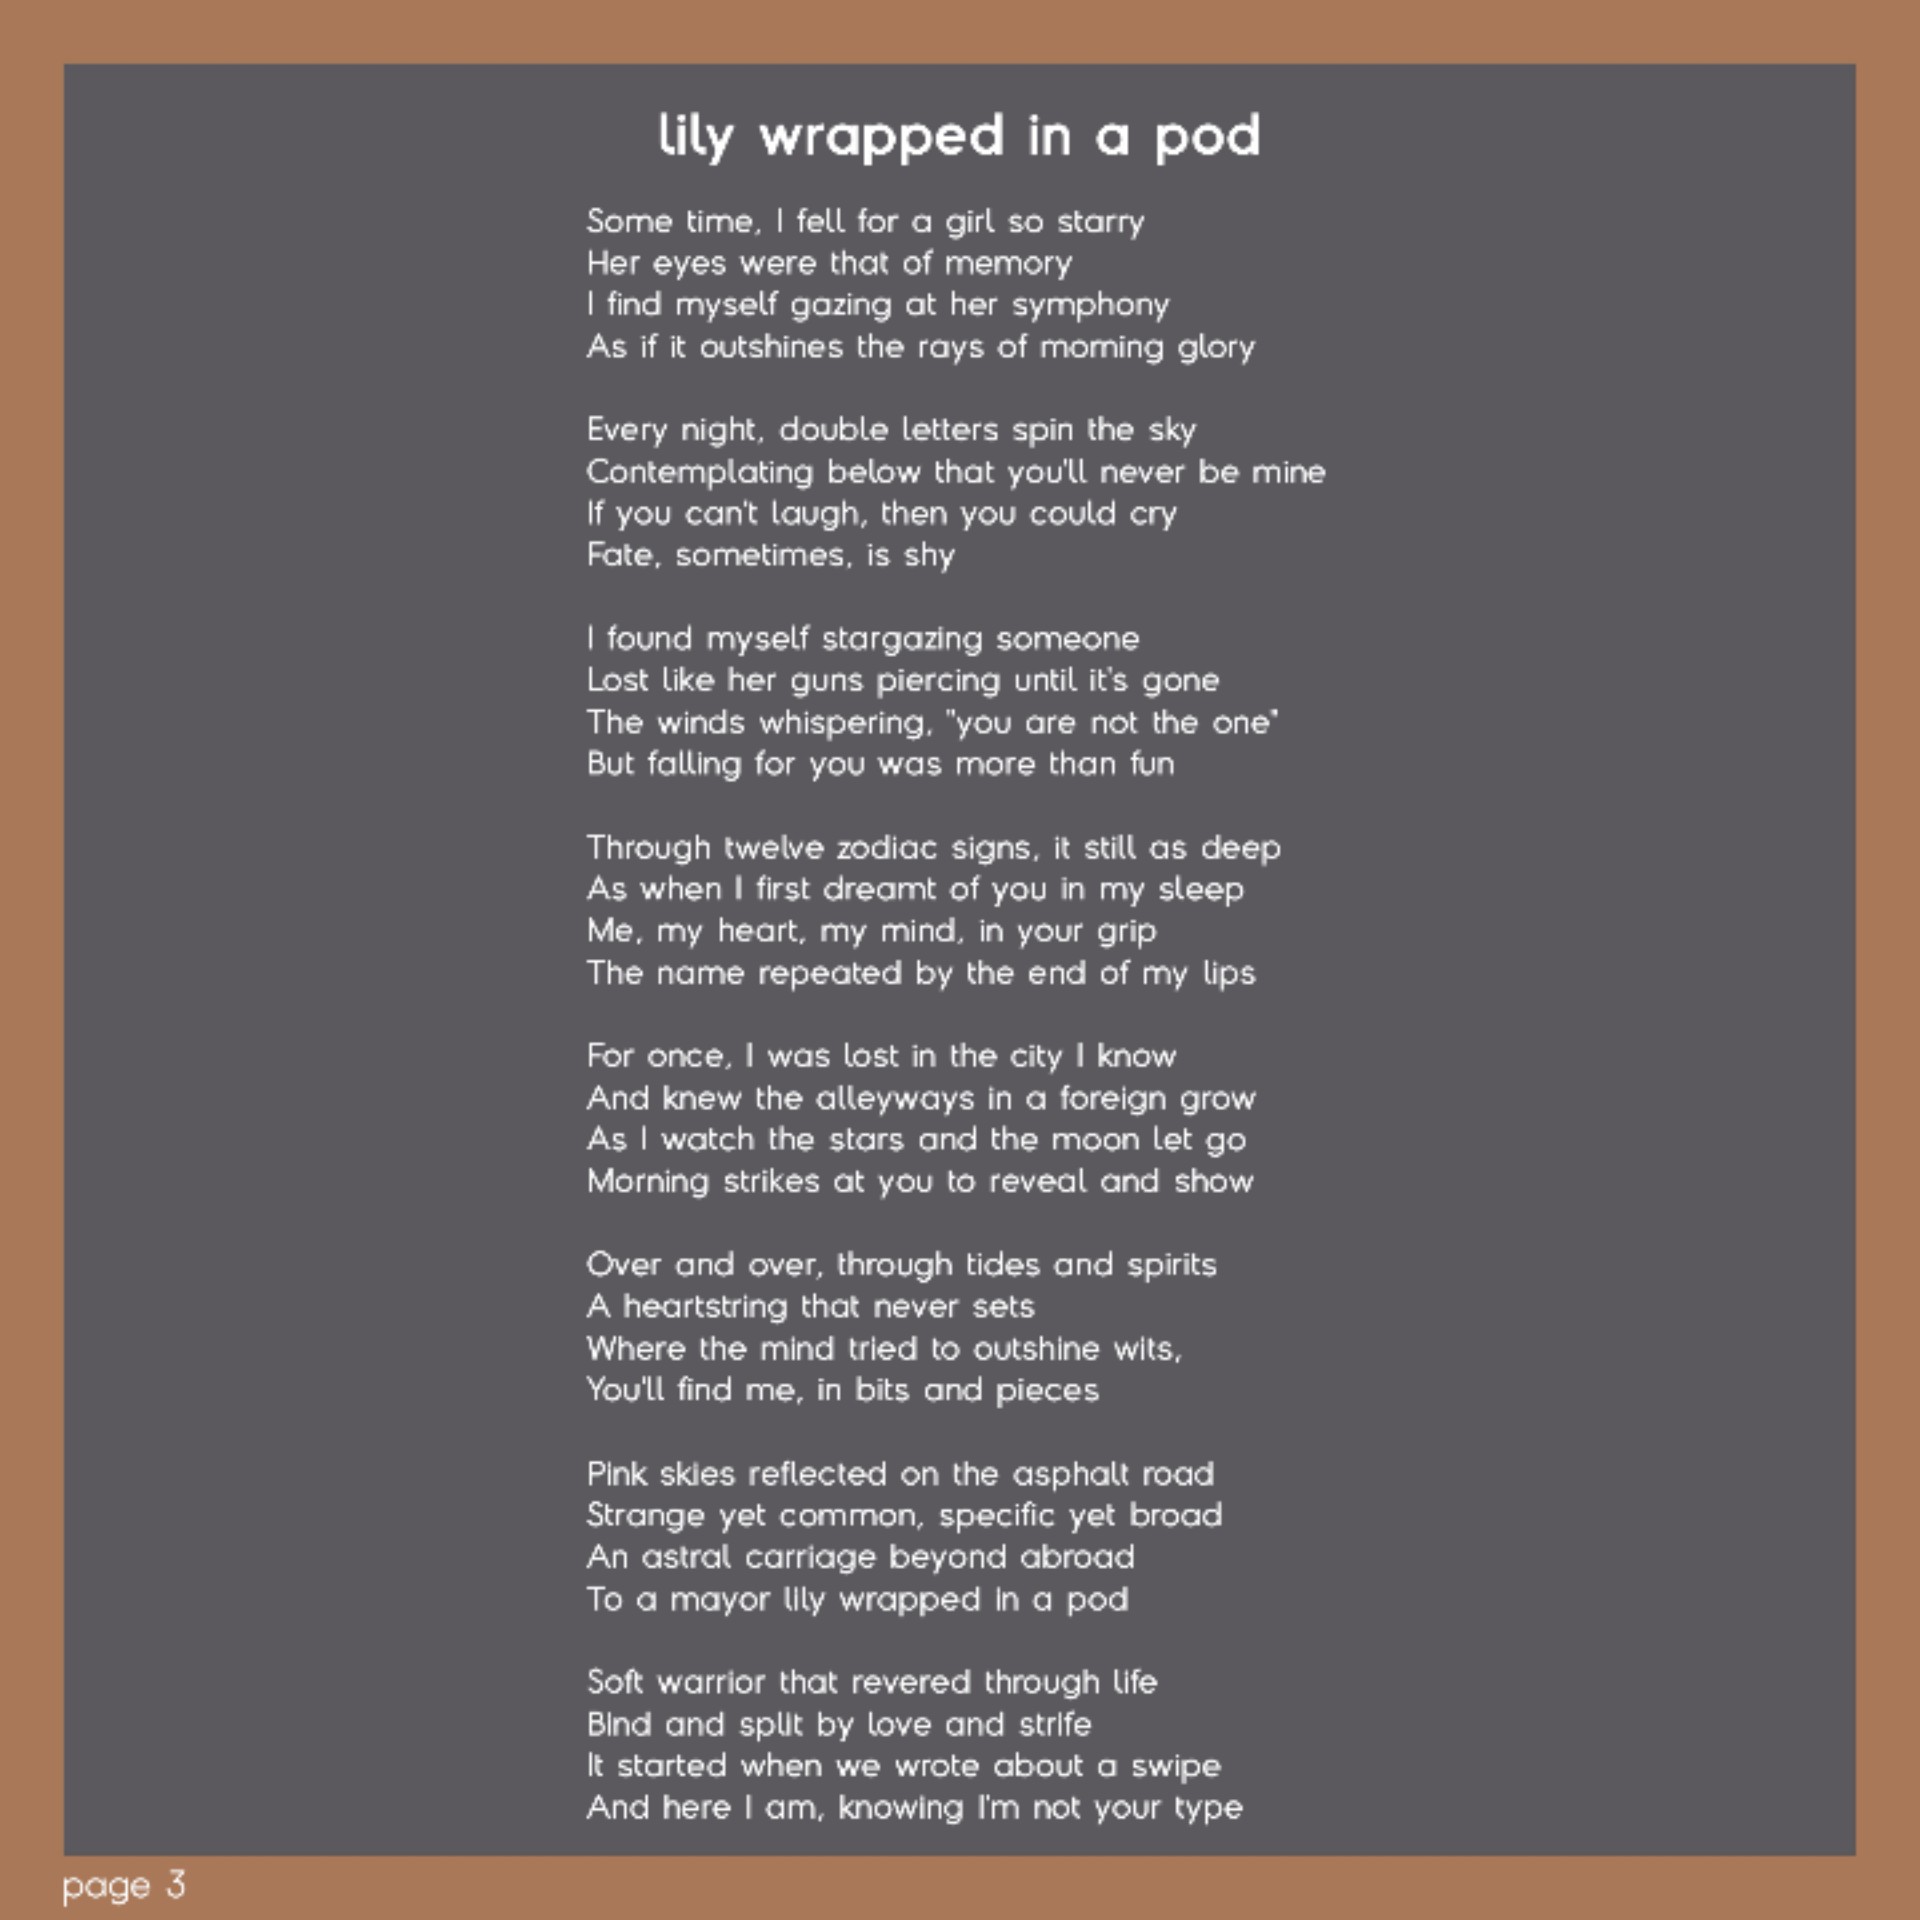 lily wrapped in a pod
Some time, I fell for a girl so starry
Her eyes were that of memory
I find myself gazing at her symphony
As if it outshines the rays of morning glory
Every night, double letters spin the sky
Contemplating below that you'll never be mine
If you can't laugh, then you could cry
Fate, sometimes, is shy
I found myself stargazing someone
Lost like her guns piercing until it's gone
The winds whispering, "you are not the one"
But falling for you was more than fun
Through twelve zodiac signs, it still as deep
As when I first dreamt of you in my sleep
Me, my heart, my mind, in your grip
The name repeated by the end of my lips
For once, I was lost in the city I know
And knew the alleyways in a foreign grow
As I watch the stars and the moon let go
Morning strikes at you to reveal and show
Over and over, through tides and spirits
A heartstring that never sets
Where the mind tried to outshine wits,
You'll find me, in bits and pieces
Pink skies reflected on the asphalt road
Strange yet common, specific yet broad
An astral carriage beyond abroad
To a mayor lily wrapped in a pod
Soft warrior that revered through life
Bind and split by love and strife
It started when we wrote about a swipe
And here I am, knowing I'm not your type
page 3